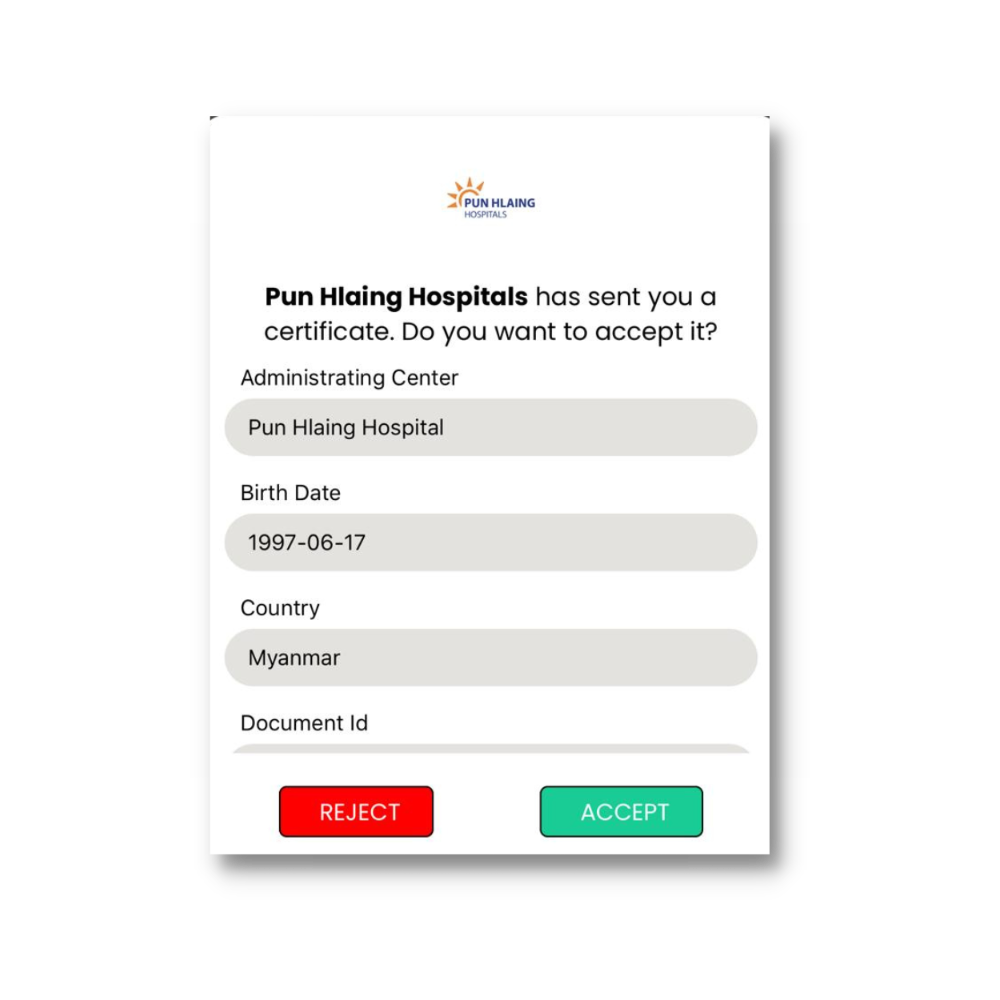 PUN HLAING
HOSPITALS
Pun Hlaing Hospitals has sent you a
certificate. Do you want to accept it?
Administrating Center
Pun Hlaing Hospital
Birth Date
1997-06-17
Country
Myanmar
Document Id
REJECT
ACCEPT